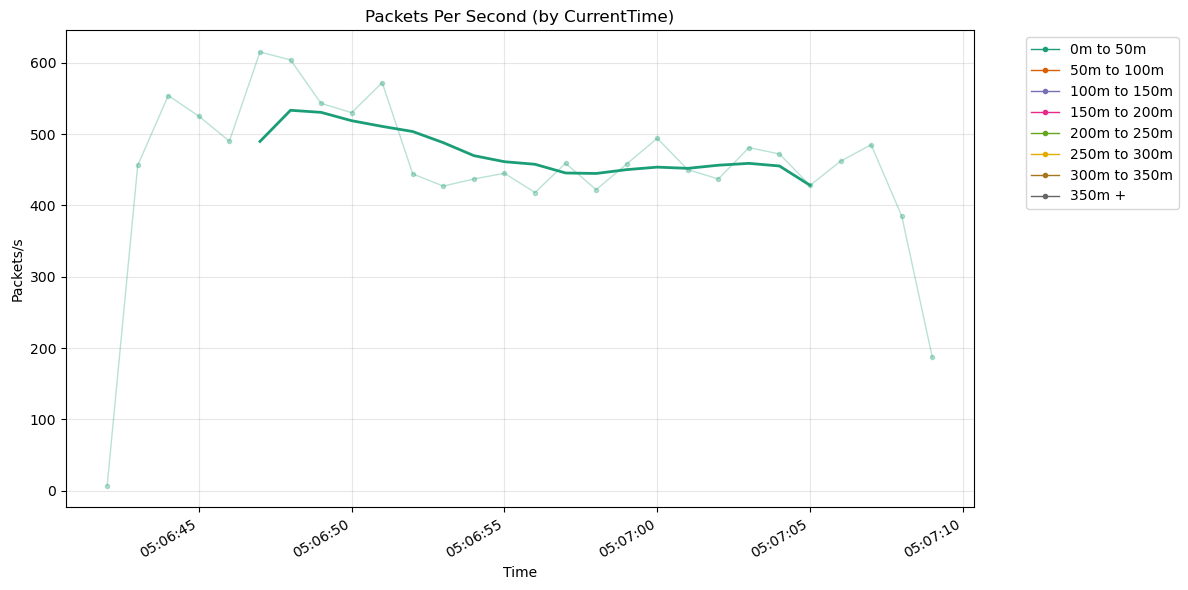 Packets Per Second (by CurrentTime)
600
500
400
300
200
100
0
Packets/s
05:06:45
05:06:50
05:06:55
05:07:00
05:07:05
05:07:10
Time
0m to 50m
50m to 100m
100m to 150m
150m to 200m
200m to 250m
250m to 300m
300m to 350m
350m +